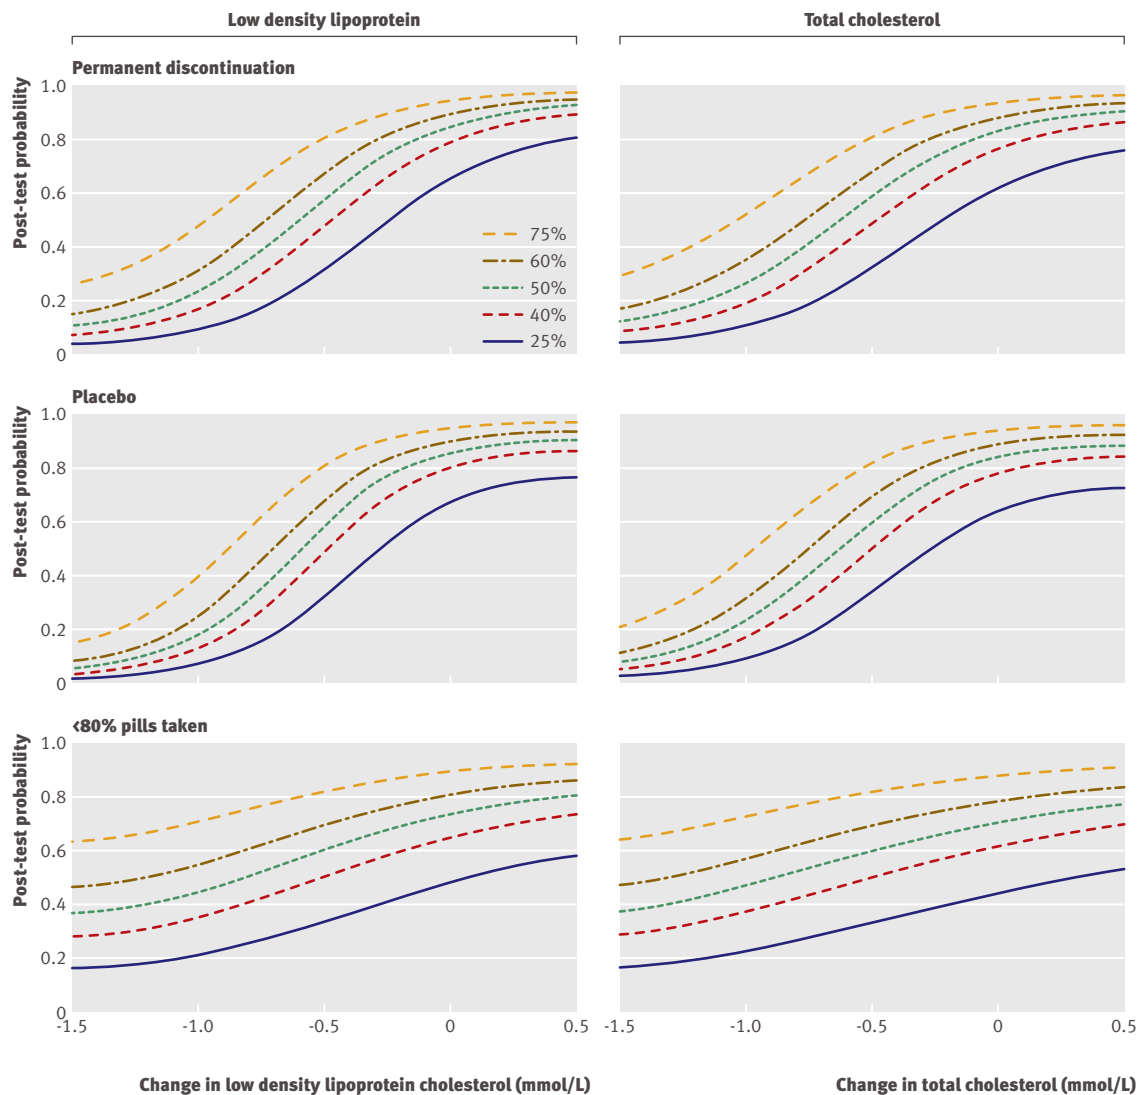 Low density lipoprotein
Total cholesterol
Permanent discontinuation
Post-test probability
1.0
0.8
0.6
0.4
0.2
0
75%
60%
50%
40%
25%
Placebo
Post-test probability
1.0
0.8
0.6
0.4
0.2
0
<80% pills taken
Post-test probability
1.0
0.8
0.6
0.4
0.2
0
-1.5 -1.0 -0.5 0 0.5
-1.5 -1.0 -0.5 0 0.5
Change in low density lipoprotein cholesterol (mmol/L)
Change in total cholesterol (mmol/L)